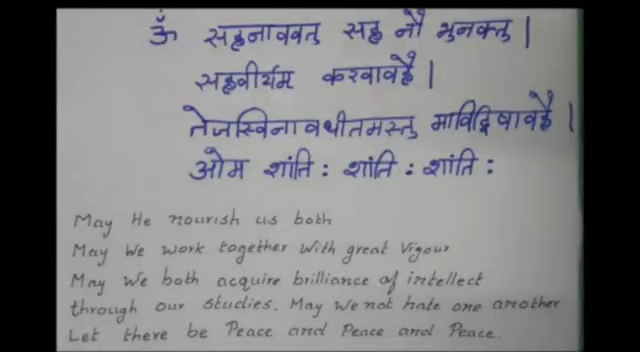 ॐ सहनाववतु सह नौ भुनक्तु |
सहवीर्यम करवावहै |
तेजस्विनावधीतमस्तु माविद्विषावहै |
ओम शांति : शांति : शांति :
May He nourish us both
May We work together with great Vigour
May We both acquire brilliance of intellect
through our studies. May we not hate one another
Let there be Peace and Peace and Peace.